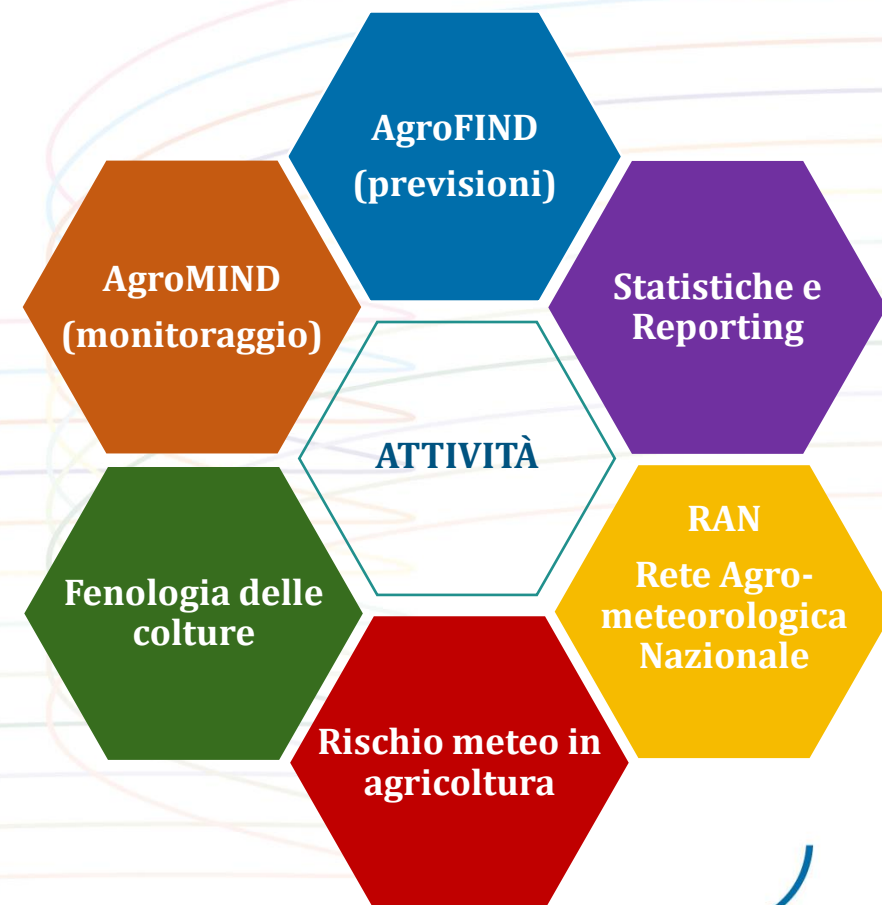 AgroFIND
(previsioni)
AgroMIND
(monitoraggio)
Statistiche e
Reporting
ATTIVITÀ
RAN
Rete Agro-
meteorologica
Nazionale
Fenologia delle
colture
Rischio meteo in
agricoltura